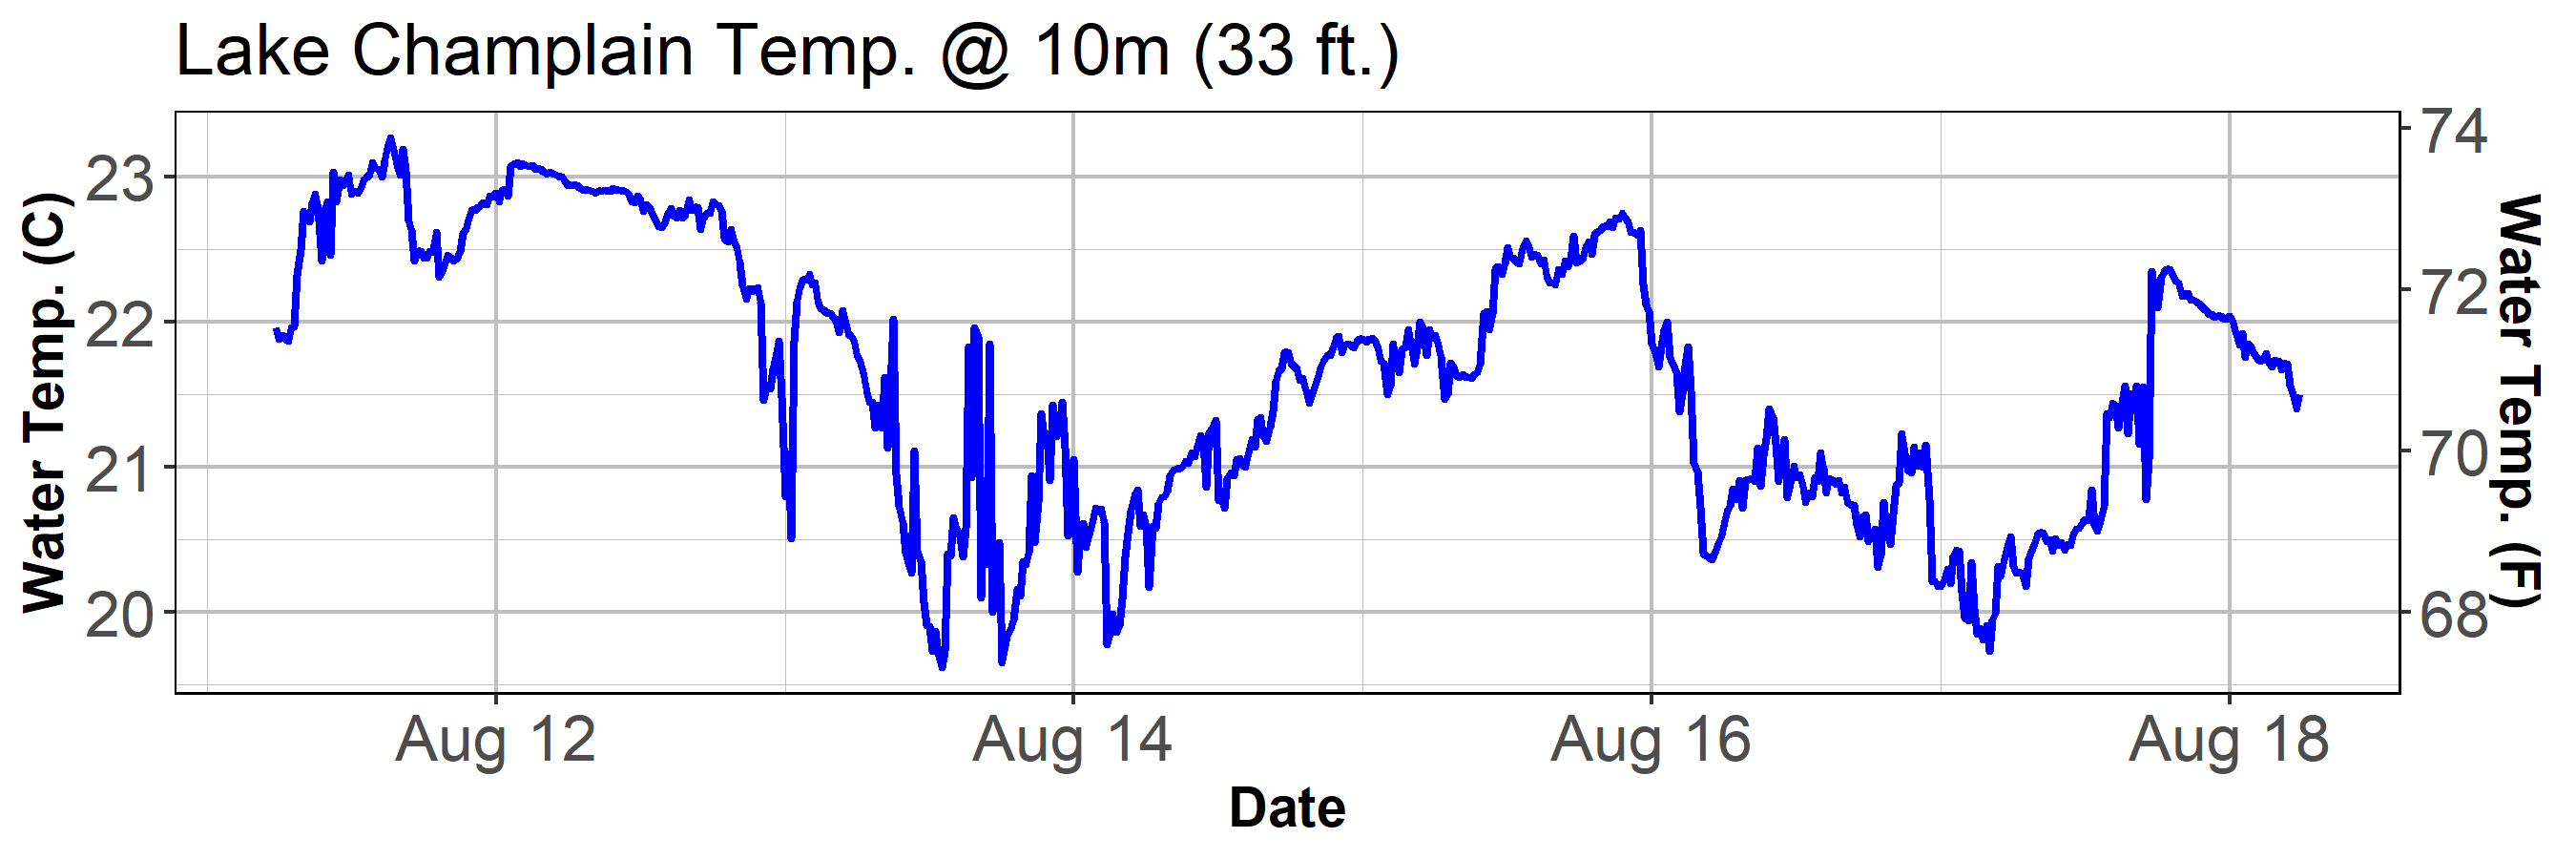 Lake Champlain Temp. @ 10m (33 ft.)
Water Temp. (C)
23
22
21
20
74
72
70
68
Water Temp. (F)
Aug 12
Aug 14
Aug 16
Aug 18
Date